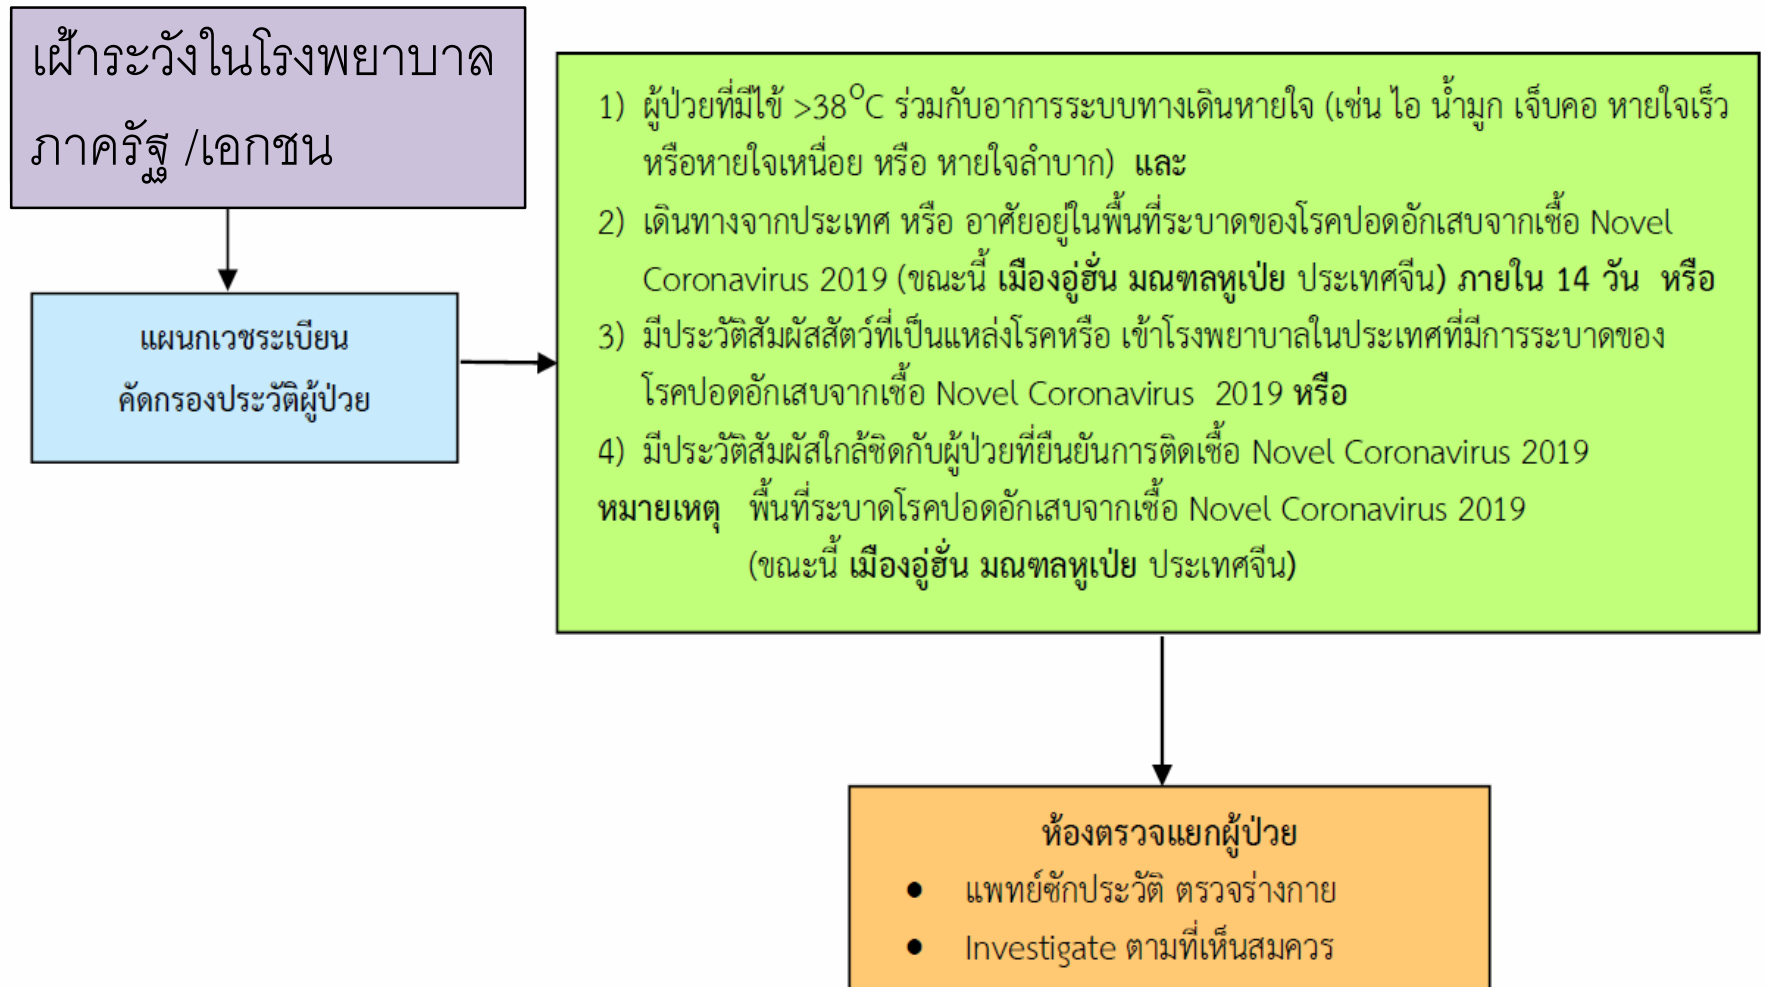 เฝ้าระวังในโรงพยาบาล
ภาครัฐ /เอกชน
แผนกเวชระเบียน
คัดกรองประวัติผู้ป่วย
1) ผู้ป่วยที่มีไข้ >38°C ร่วมกับอาการระบบทางเดินหายใจ (เช่น ไอ น้ำมูก เจ็บคอ หายใจเร็ว
หรือหายใจเหนื่อย หรือ หายใจลำบาก) และ
2) เดินทางจากประเทศ หรือ อาศัยอยู่ในพื้นที่ระบาดของโรคปอดอักเสบจากเชื้อ Novel
Coronavirus 2019 (ขณะนี้ เมืองอู่ฮั่น มณฑลหูเป่ย ประเทศจีน) ภายใน 14 วัน หรือ
3) มีประวัติสัมผัสสัตว์ที่เป็นแหล่งโรคหรือ เข้าโรงพยาบาลในประเทศที่มีการระบาดของ
โรคปอดอักเสบจากเชื้อ Novel Coronavirus 2019 หรือ
4) มีประวัติสัมผัสใกล้ชิดกับผู้ป่วยที่ยืนยันการติดเชื้อ Novel Coronavirus 2019
หมายเหตุ พื้นที่ระบาดโรคปอดอักเสบจากเชื้อ Novel Coronavirus 2019
(ขณะนี้ เมืองอู่ฮั่น มณฑลหูเป่ย ประเทศจีน)
ห้องตรวจแยกผู้ป่วย
• แพทย์ซักประวัติ ตรวจร่างกาย
• Investigate ตามที่เห็นสมควร